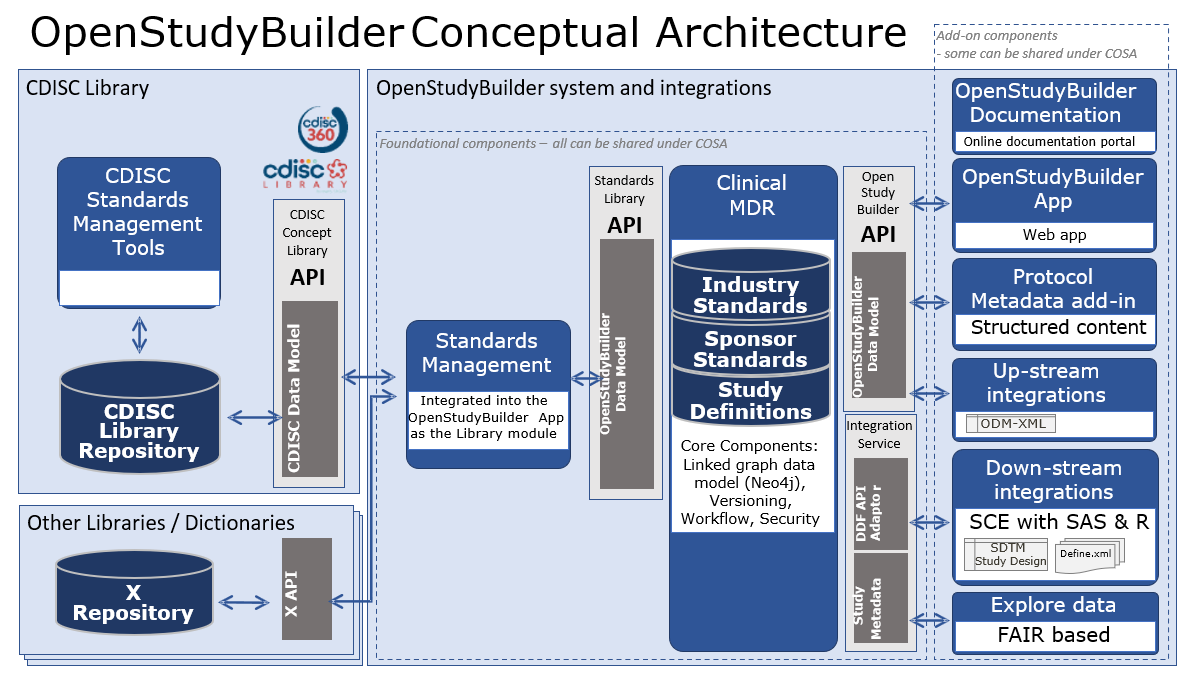 OpenStudyBuilder Conceptual Architecture
Add-on components
- some can be shared under COSA
CDISC Library
cdisc
360
cdisc
LIBRARY
CDISC
Standards
Management
Tools
CDISC
Concept
Library
API
CDISC Data Model
CDISC
Library
Repository
Other Libraries / Dictionaries
X
Repository
X API
OpenStudyBuilder system and integrations
Foundational components – all can be shared under COSA
Standards
Management
Integrated into the
OpenStudyBuilder App
as the Library module
Standards
Library
API
OpenStudyBuilder
Data Model
Clinical
MDR
Industry
Standards
Sponsor
Standards
Study
Definitions
Core Components:
Linked graph data
model (Neo4j),
Versioning,
Workflow, Security
Open
Study
Builder
API
OpenStudyBuilder
Data Model
Integration
Service
DDF API
Adaptor
Study
Metadata
OpenStudyBuilder
Documentation
Online documentation portal
OpenStudyBuilder
App
Web app
Protocol
Metadata add-in
Structured content
Up-stream
integrations
ODM-XML
Down-stream
integrations
SCE with SAS & R
SDTM
Study Design
Define.xml
Explore data
FAIR based